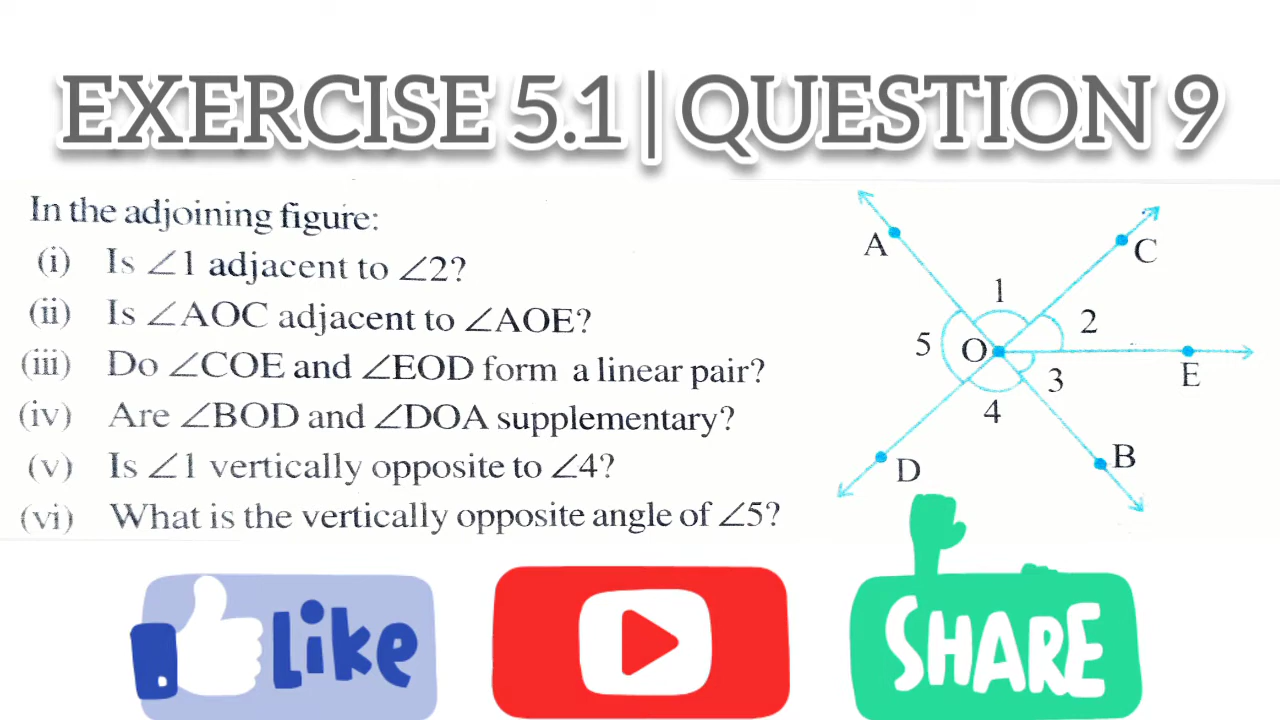 EXERCISE 5.1 | QUESTION 9
In the adjoining figure:
(i) Is ∠1 adjacent to ∠2?
(ii) Is ∠AOC adjacent to ∠AOE?
(iii) Do ∠COE and ∠EOD form a linear pair?
(iv) Are ∠BOD and ∠DOA supplementary?
(v) Is ∠1 vertically opposite to ∠4?
(vi) What is the vertically opposite angle of ∠5?
A
C
1
2
5
O
3
E
4
B
D
LiKe
SHARE